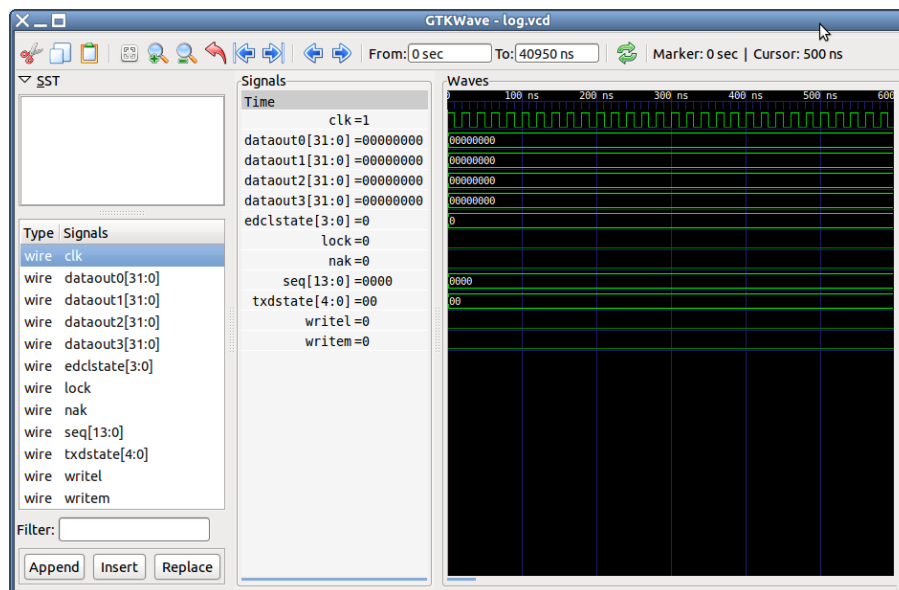 GTKWave - log.vcd
From: 0 sec To: 40950 ns Marker: 0 sec | Cursor: 500 ns
SST
Type Signals
wire clk
wire dataout0[31:0]
wire dataout1[31:0]
wire dataout2[31:0]
wire dataout3[31:0]
wire edclstate[3:0]
wire lock
wire nak
wire seq[13:0]
wire txdstate[4:0]
wire writel
wire writem
Filter:
Append Insert Replace
Signals
Time
clk=1
dataout0[31:0]=00000000
dataout1[31:0]=00000000
dataout2[31:0]=00000000
dataout3[31:0]=00000000
edclstate[3:0]=0
lock=0
nak=0
seq[13:0]=0000
txdstate[4:0]=00
writel=0
writem=0
Waves
0 100 ns 200 ns 300 ns 400 ns 500 ns 600
00000000
00000000
00000000
00000000
0
0000
00